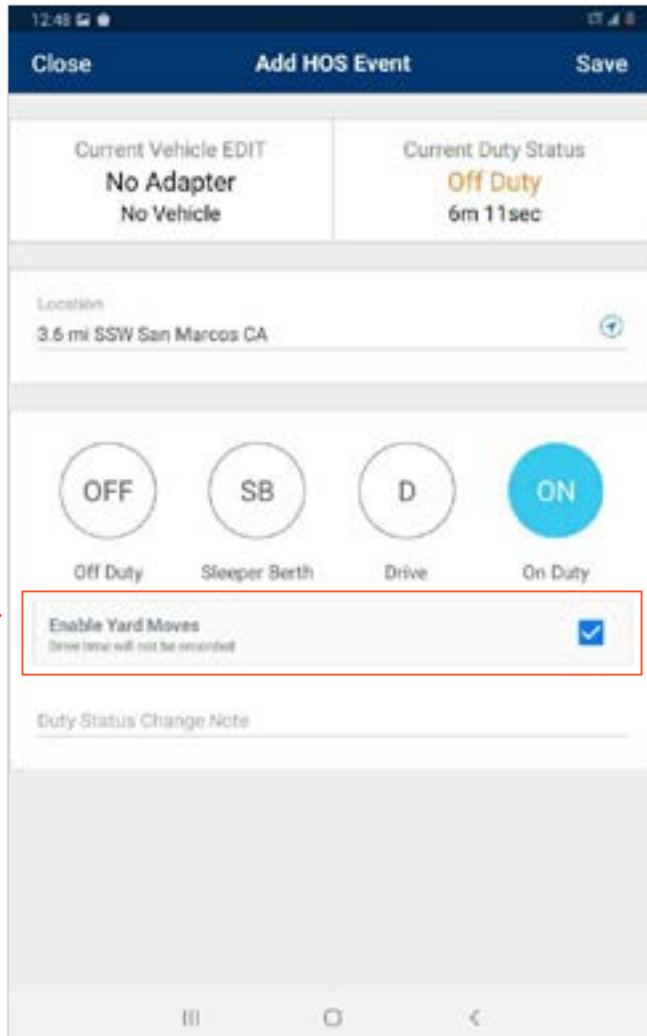 12:48
Close Add HOS Event Save
Current Vehicle EDIT Current Duty Status
No Adapter Off Duty
No Vehicle 6m 11sec
Location
3.6 mi SSW San Marcos CA
OFF SB D ON
Off Duty Sleeper Berth Drive On Duty
Enable Yard Moves
Drive time will not be recorded
Duty Status Change Note